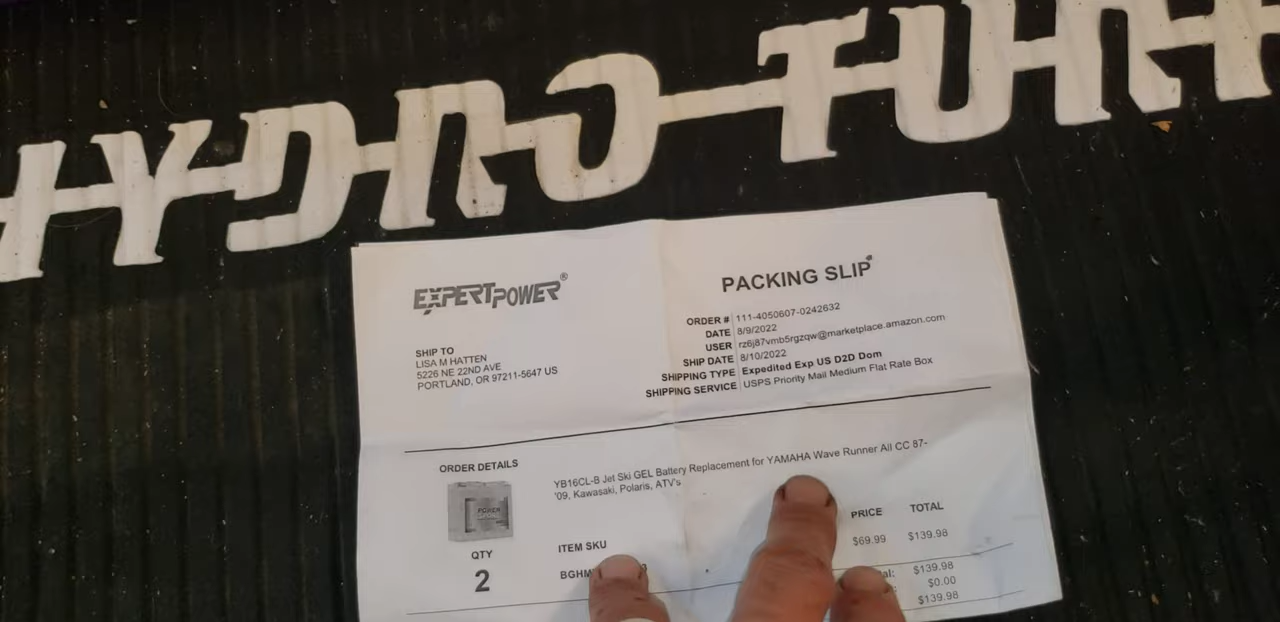 HYDRO-TURF
EXPERTPOWER®
PACKING SLIP
ORDER # 111-4050607-0242632
DATE 8/9/2022
USER rz6j87vmb5rgzqw@marketplace.amazon.com
SHIP DATE 8/10/2022
SHIPPING TYPE Expedited Exp US D2D Dom
SHIPPING SERVICE USPS Priority Mail Medium Flat Rate Box
SHIP TO
LISA M HATTEN
5226 NE 22ND AVE
PORTLAND, OR 97211-5647 US
ORDER DETAILS
YB16CL-B Jet Ski GEL Battery Replacement for YAMAHA Wave Runner All CC 87-
'09, Kawasaki, Polaris, ATV's
QTY
2
ITEM SKU
PRICE
$69.99
TOTAL
$139.98
$139.98
$0.00
$139.98